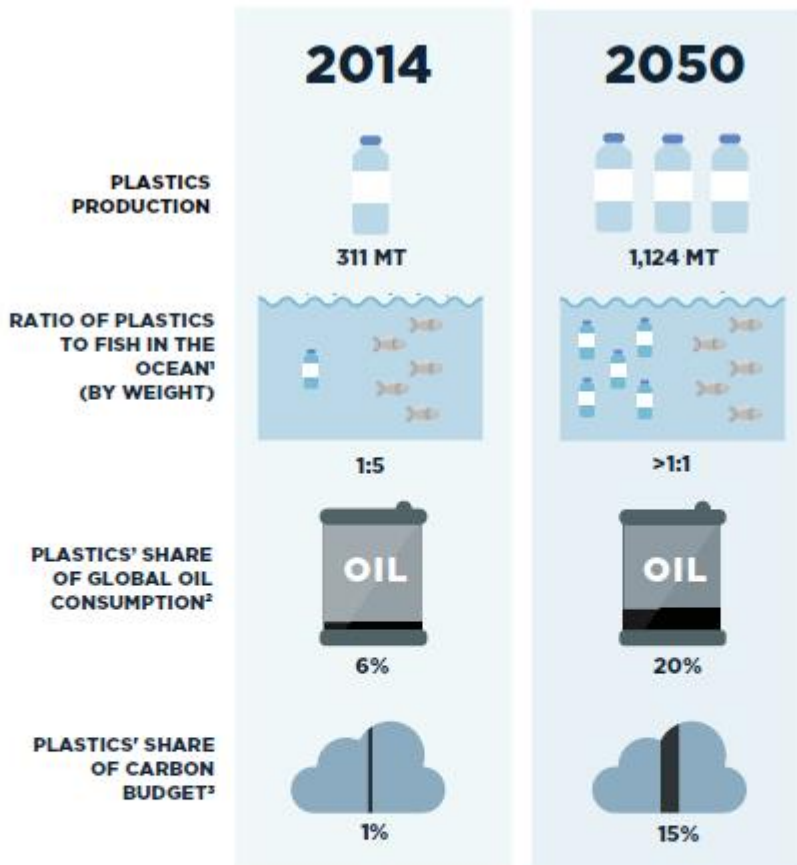 2014
2050
PLASTICS
PRODUCTION
311 MT
1,124 MT
RATIO OF PLASTICS
TO FISH IN THE
OCEAN¹
(BY WEIGHT)
1:5
>1:1
PLASTICS’ SHARE
OF GLOBAL OIL
CONSUMPTION²
OIL
OIL
6%
20%
PLASTICS' SHARE
OF CARBON
BUDGET³
1%
15%